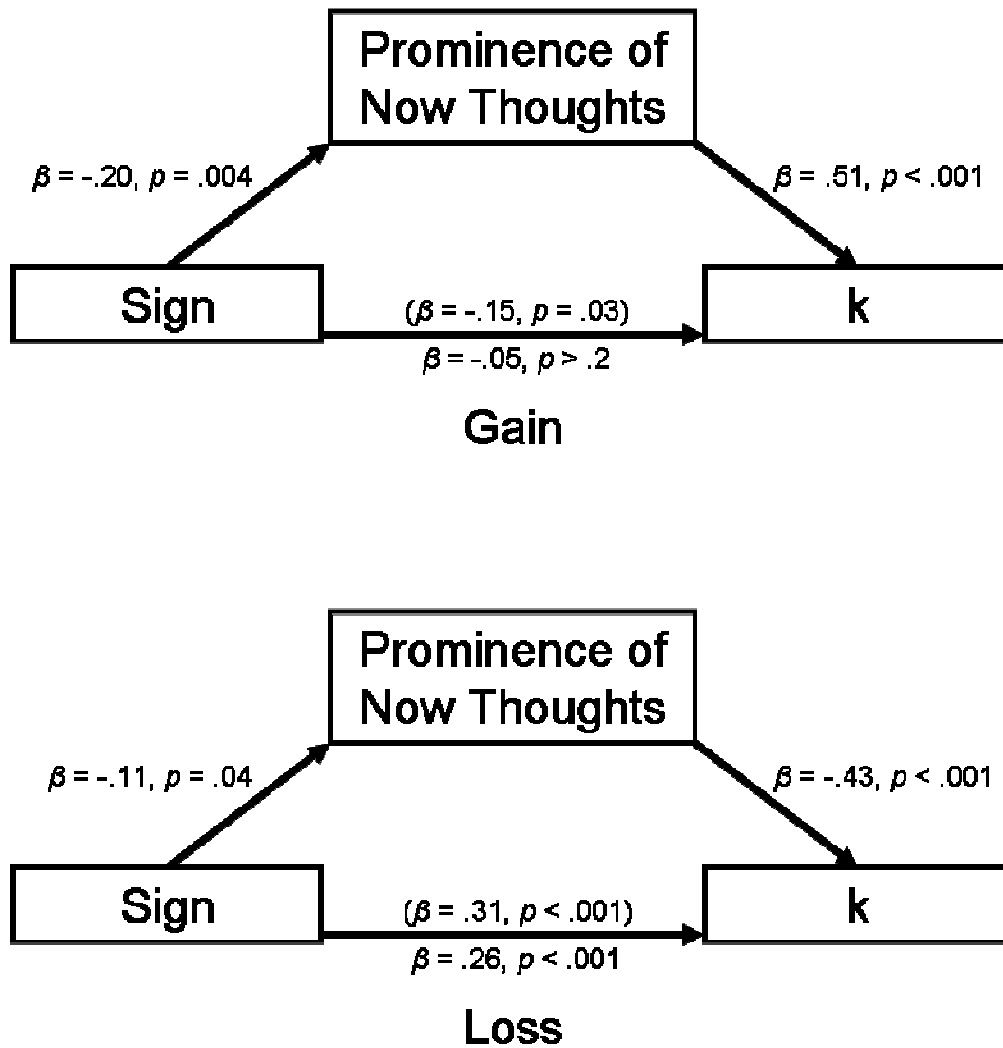 Prominence of
Now Thoughts
β = -.20, p = .004
β = .51, p < .001
Sign
(β = -.15, p = .03)
k
β = -.05, p > .2
Gain
Prominence of
Now Thoughts
β = -.11, p = .04
β = -.43, p < .001
Sign
(β = .31, p < .001)
k
β = .26, p < .001
Loss